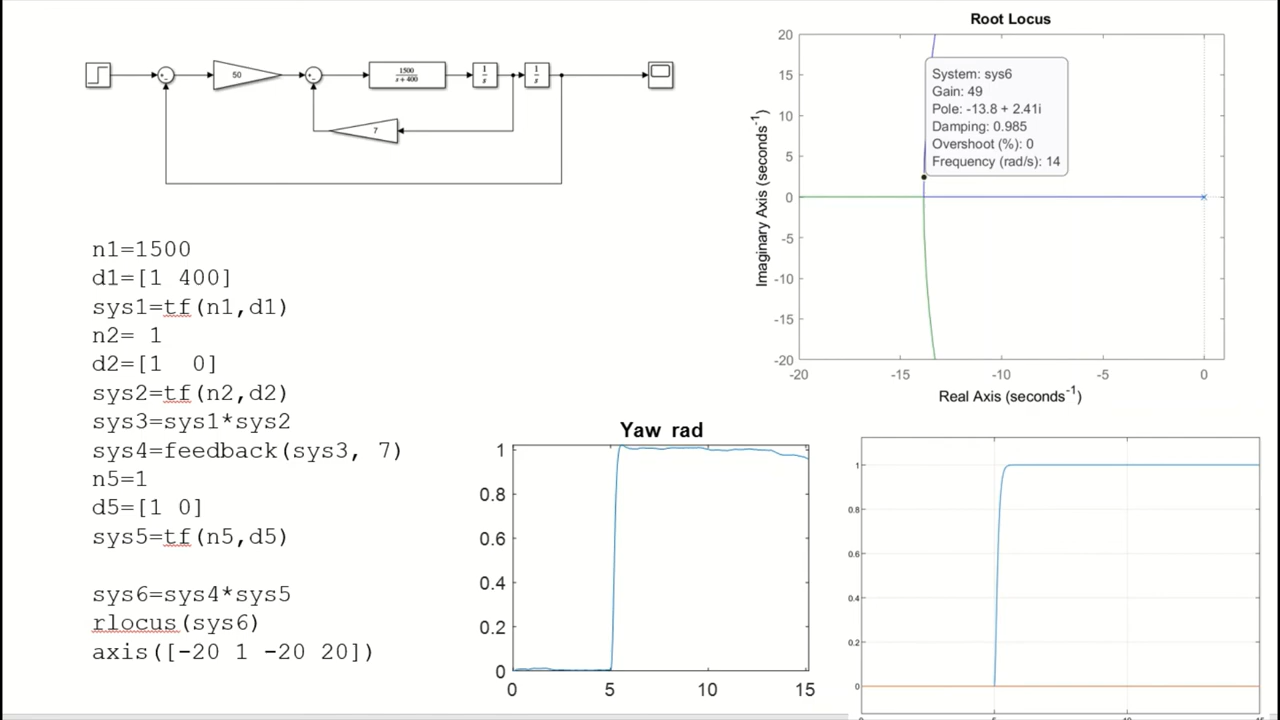 50
1500
s + 400
1
s
1
s
7
n1=1500
d1=[1 400]
sys1=tf(n1,d1)
n2= 1
d2=[1 0]
sys2=tf(n2,d2)
sys3=sys1*sys2
sys4=feedback(sys3, 7)
n5=1
d5=[1 0]
sys5=tf(n5,d5)
sys6=sys4*sys5
rlocus(sys6)
axis([-20 1 -20 20])
Root Locus
System: sys6
Gain: 49
Pole: -13.8 + 2.41i
Damping: 0.985
Overshoot (%): 0
Frequency (rad/s): 14
Imaginary Axis (seconds-1)
20
15
10
5
0
-5
-10
-15
-20
-20 -15 -10 -5 0
Real Axis (seconds-1)
Yaw rad
1
0.8
0.6
0.4
0.2
0
0 5 10 15
1
0.8
0.6
0.4
0.2
0